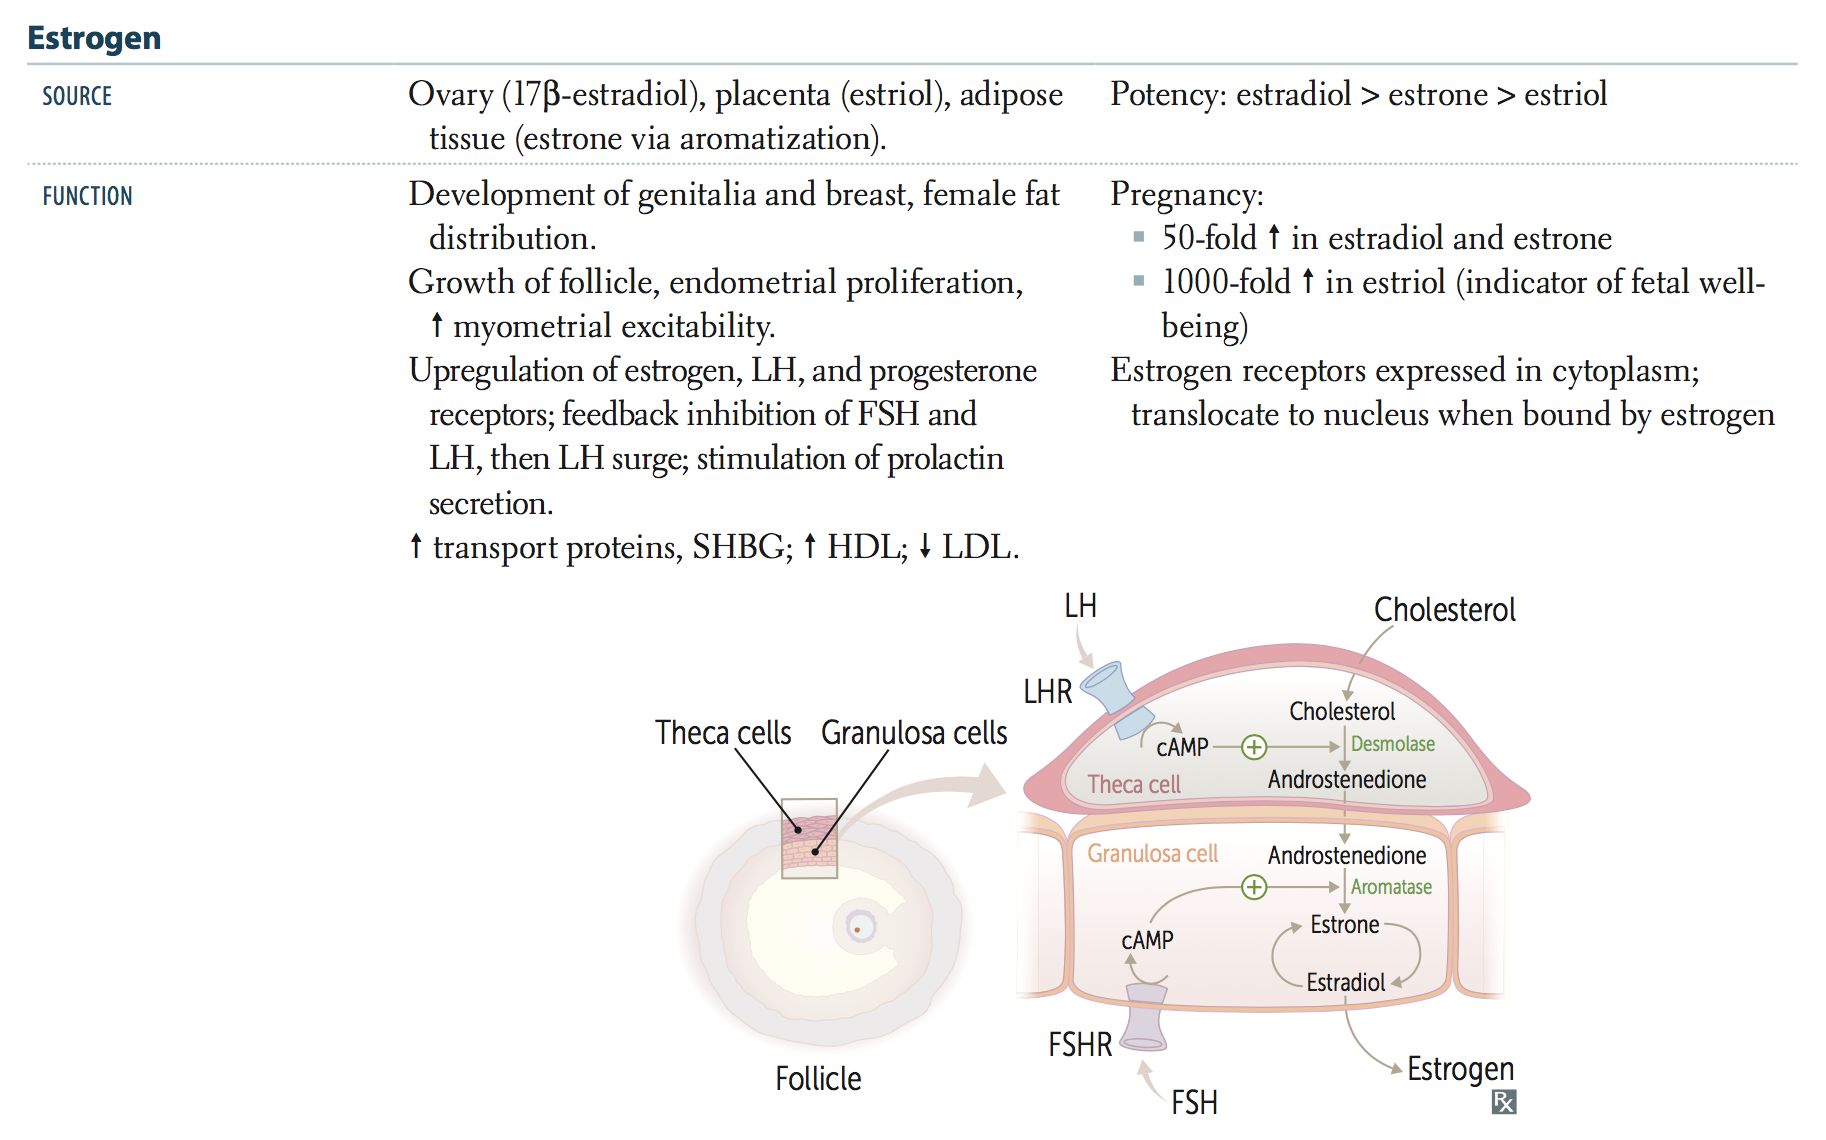 Estrogen
SOURCE
Ovary (17β-estradiol), placenta (estriol), adipose
tissue (estrone via aromatization).
Potency: estradiol > estrone > estriol
FUNCTION
Development of genitalia and breast, female fat
distribution.
Growth of follicle, endometrial proliferation,
↑ myometrial excitability.
Upregulation of estrogen, LH, and progesterone
receptors; feedback inhibition of FSH and
LH, then LH surge; stimulation of prolactin
secretion.
↑ transport proteins, SHBG; ↑ HDL; ↓ LDL.
Pregnancy:
▪ 50-fold ↑ in estradiol and estrone
▪ 1000-fold ↑ in estriol (indicator of fetal well-
being)
Estrogen receptors expressed in cytoplasm;
translocate to nucleus when bound by estrogen
Theca cells
Granulosa cells
Follicle
LH
Cholesterol
LHR
Cholesterol
cAMP
+
Desmolase
Theca cell
Androstenedione
Granulosa cell
Androstenedione
+
Aromatase
Estrone
cAMP
Estradiol
FSHR
FSH
Estrogen
Rx